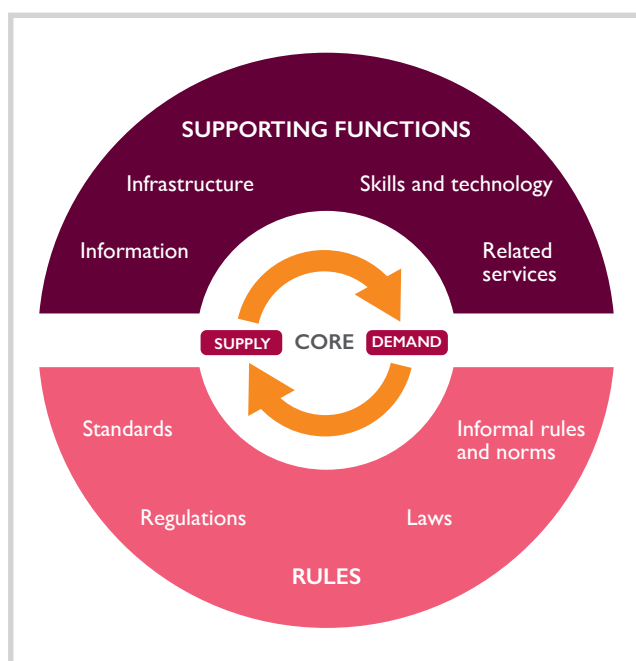 SUPPORTING FUNCTIONS
Infrastructure
Skills and technology
Information
Related
services
SUPPLY
CORE
DEMAND
Standards
Informal rules
and norms
Regulations
Laws
RULES